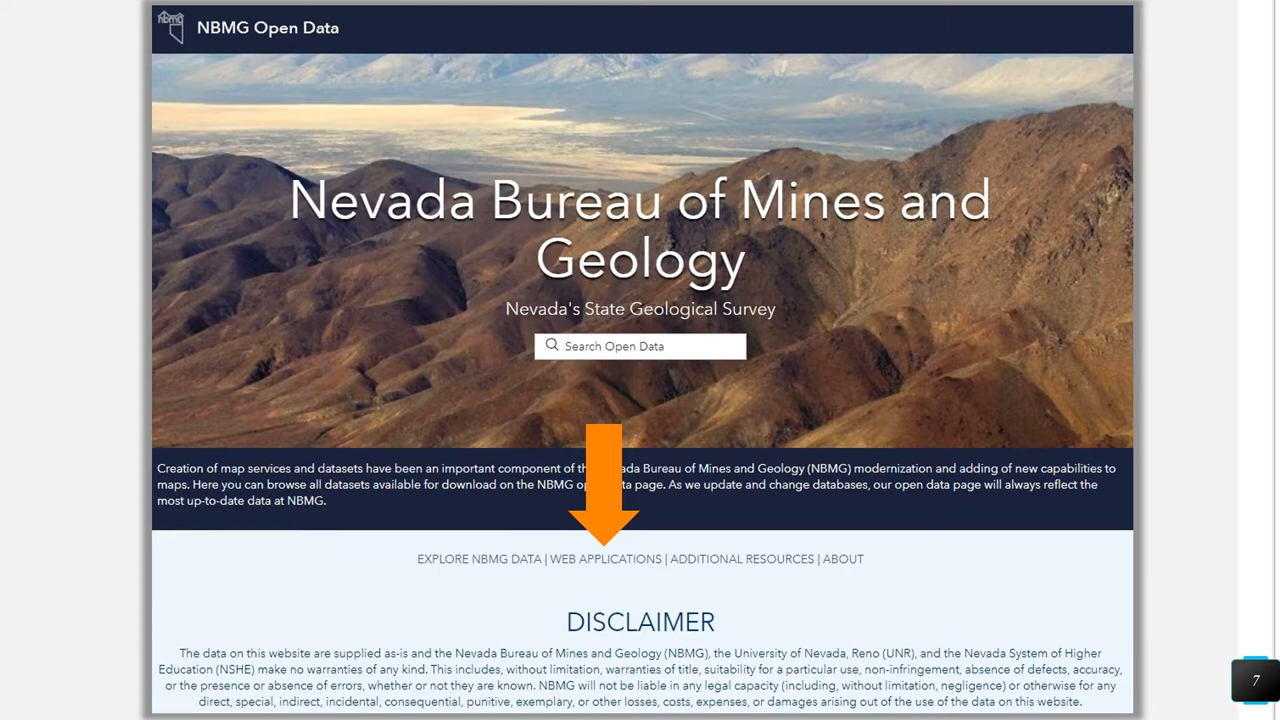 nbmg
NBMG Open Data
Nevada Bureau of Mines and
Geology
Nevada's State Geological Survey
Search Open Data
Creation of map services and datasets have been an important component of th ada Bureau of Mines and Geology (NBMG) modernization and adding of new capabilities to
maps. Here you can browse all datasets available for download on the NBMG op ta page. As we update and change databases, our open data page will always reflect the
most up-to-date data at NBMG.
EXPLORE NBMG DATA | WEB APPLICATIONS | ADDITIONAL RESOURCES | ABOUT
DISCLAIMER
The data on this website are supplied as-is and the Nevada Bureau of Mines and Geology (NBMG), the University of Nevada, Reno (UNR), and the Nevada System of Higher
Education (NSHE) make no warranties of any kind. This includes, without limitation, warranties of title, suitability for a particular use, non-infringement, absence of defects, accuracy,
or the presence or absence of errors, whether or not they are known. NBMG will not be liable in any legal capacity (including, without limitation, negligence) or otherwise for any
direct, special, indirect, incidental, consequential, punitive, exemplary, or other losses, costs, expenses, or damages arising out of the use of the data on this website.
7